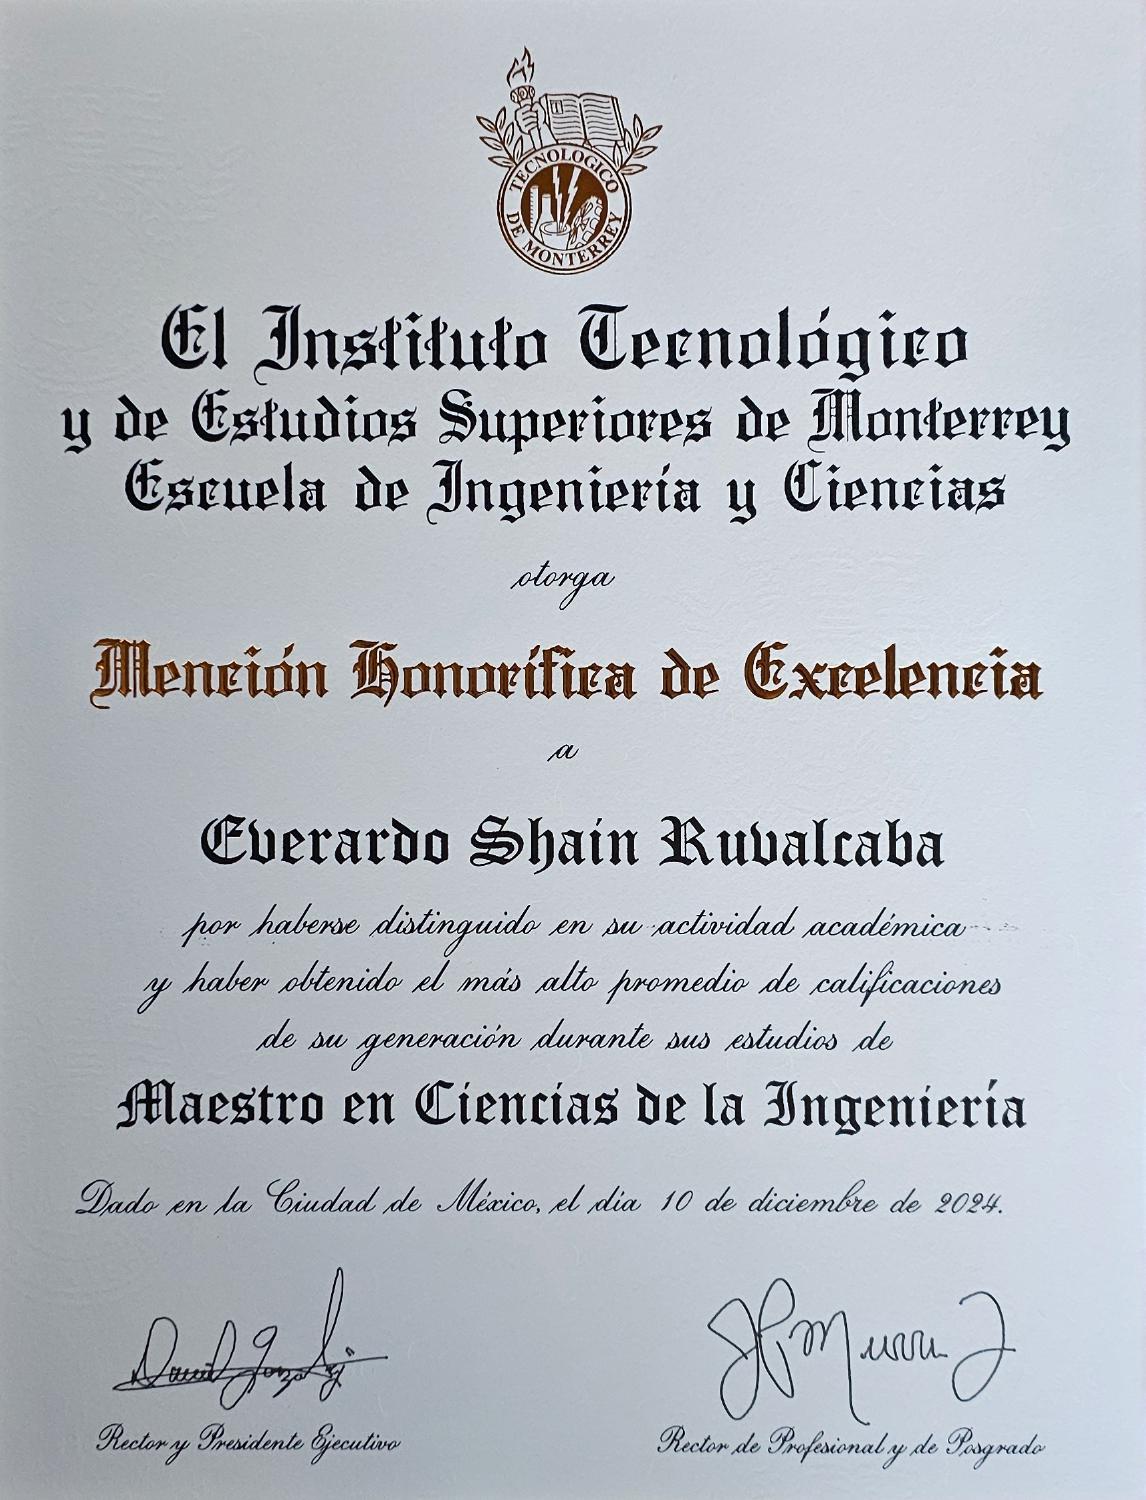 TECNOLOGICO
DE MONTERREY
El Instituto Tecnológico
y de Estudios Superiores de Monterrey
Escuela de Ingeniería y Ciencias
otorga
Mención Honorífica de Excelencia
a
Everardo Shain Ruvalcaba
por haberse distinguido en su actividad académica
y haber obtenido el más alto promedio de calificaciones
de su generación durante sus estudios de
Maestro en Ciencias de la Ingeniería
Dado en la Ciudad de México, el día 10 de diciembre de 2024.
Rector y Presidente Ejecutivo
Rector de Profesional y de Posgrado